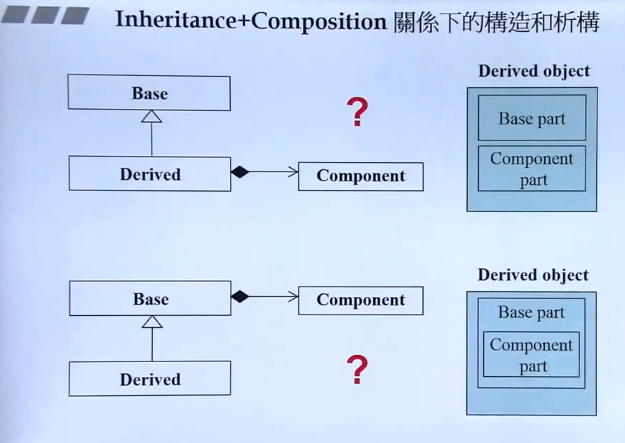 Inheritance+Composition 關係下的構造和析構
Base
Derived
Component
?
Derived object
Base part
Component
part
Base
Component
Derived
?
Derived object
Base part
Component
part